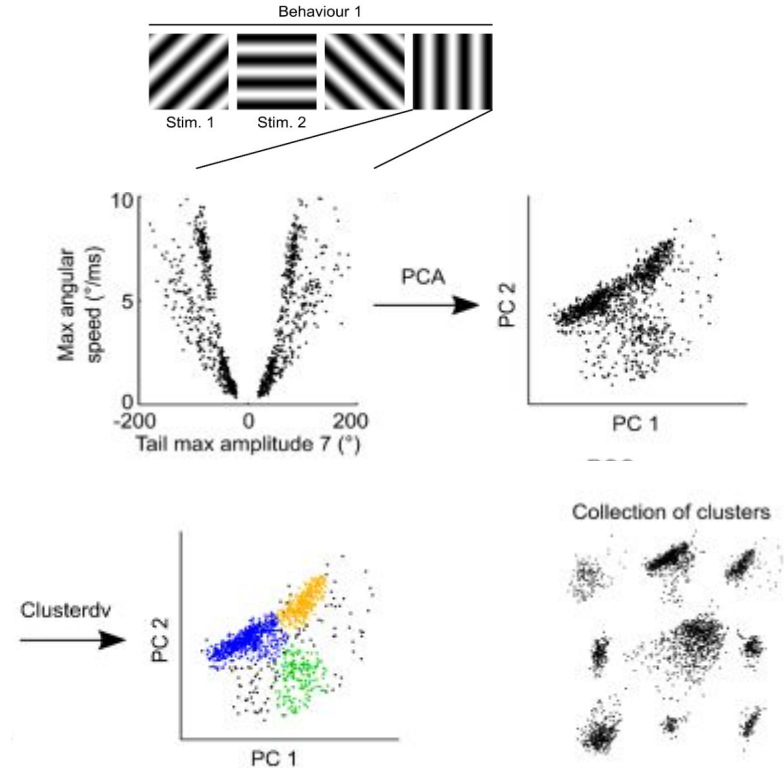 Behaviour 1
Stim. 1
Stim. 2
10
Max angular
speed (°/ms)
5
0
-200
0
200
Tail max amplitude 7 (°)
PCA
PC 2
PC 1
Clusterdv
PC 2
PC 1
Collection of clusters